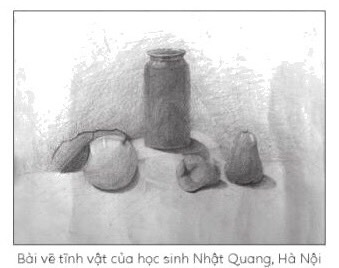 Bài vẽ tĩnh vật của học sinh Nhật Quang, Hà Nội